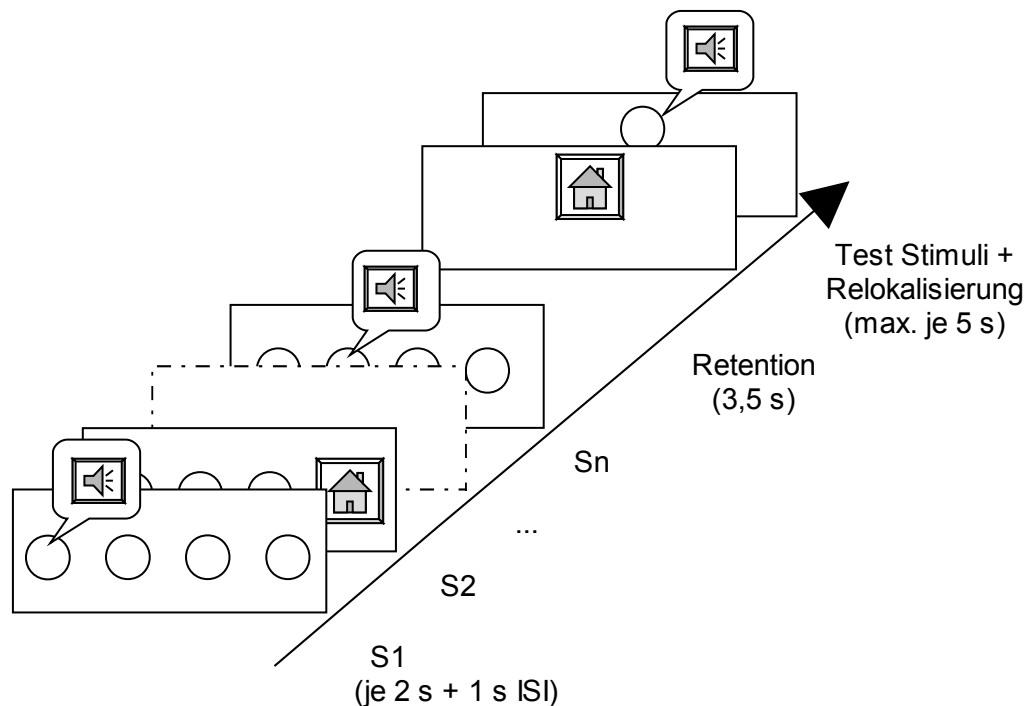 Test Stimuli +
Relokalisierung
(max. je 5 s)
Retention
(3,5 s)
Sn
...
S2
S1
(je 2 s + 1 s ISI)